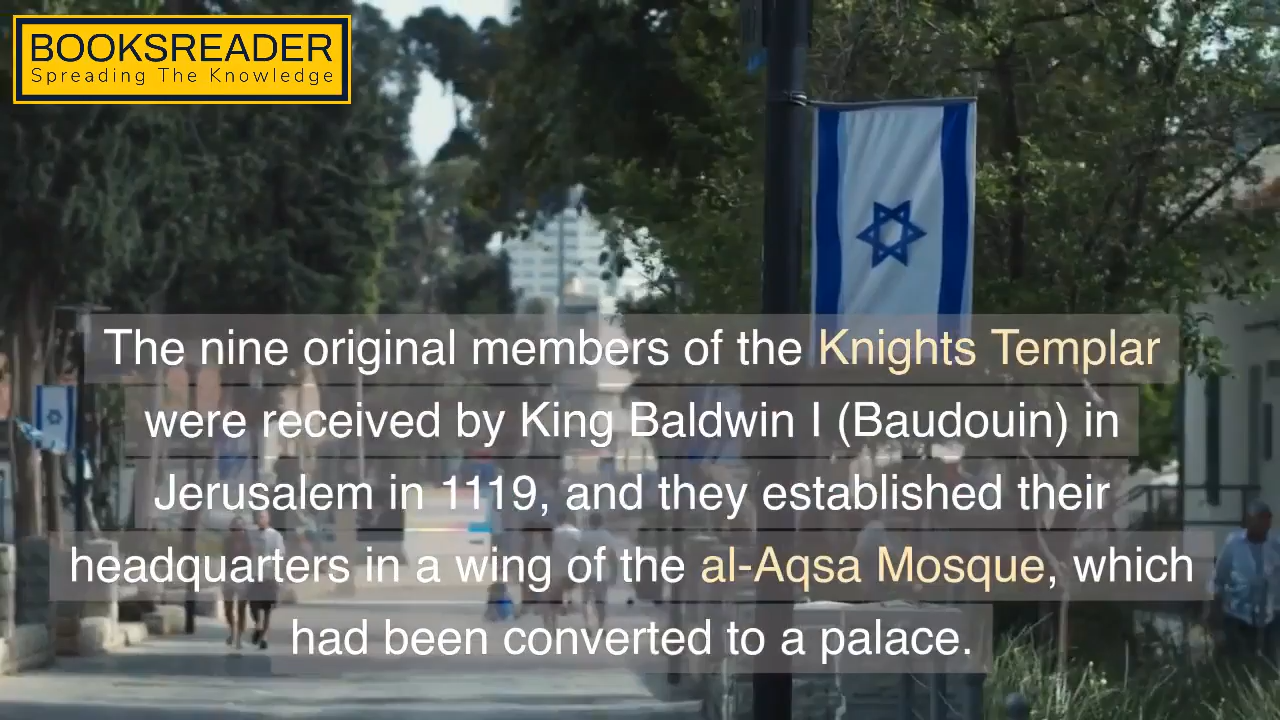 BOOKSREADER
Spreading The Knowledge
The nine original members of the Knights Templar
were received by King Baldwin I (Baudouin) in
Jerusalem in 1119, and they established their
headquarters in a wing of the al-Aqsa Mosque, which
had been converted to a palace.